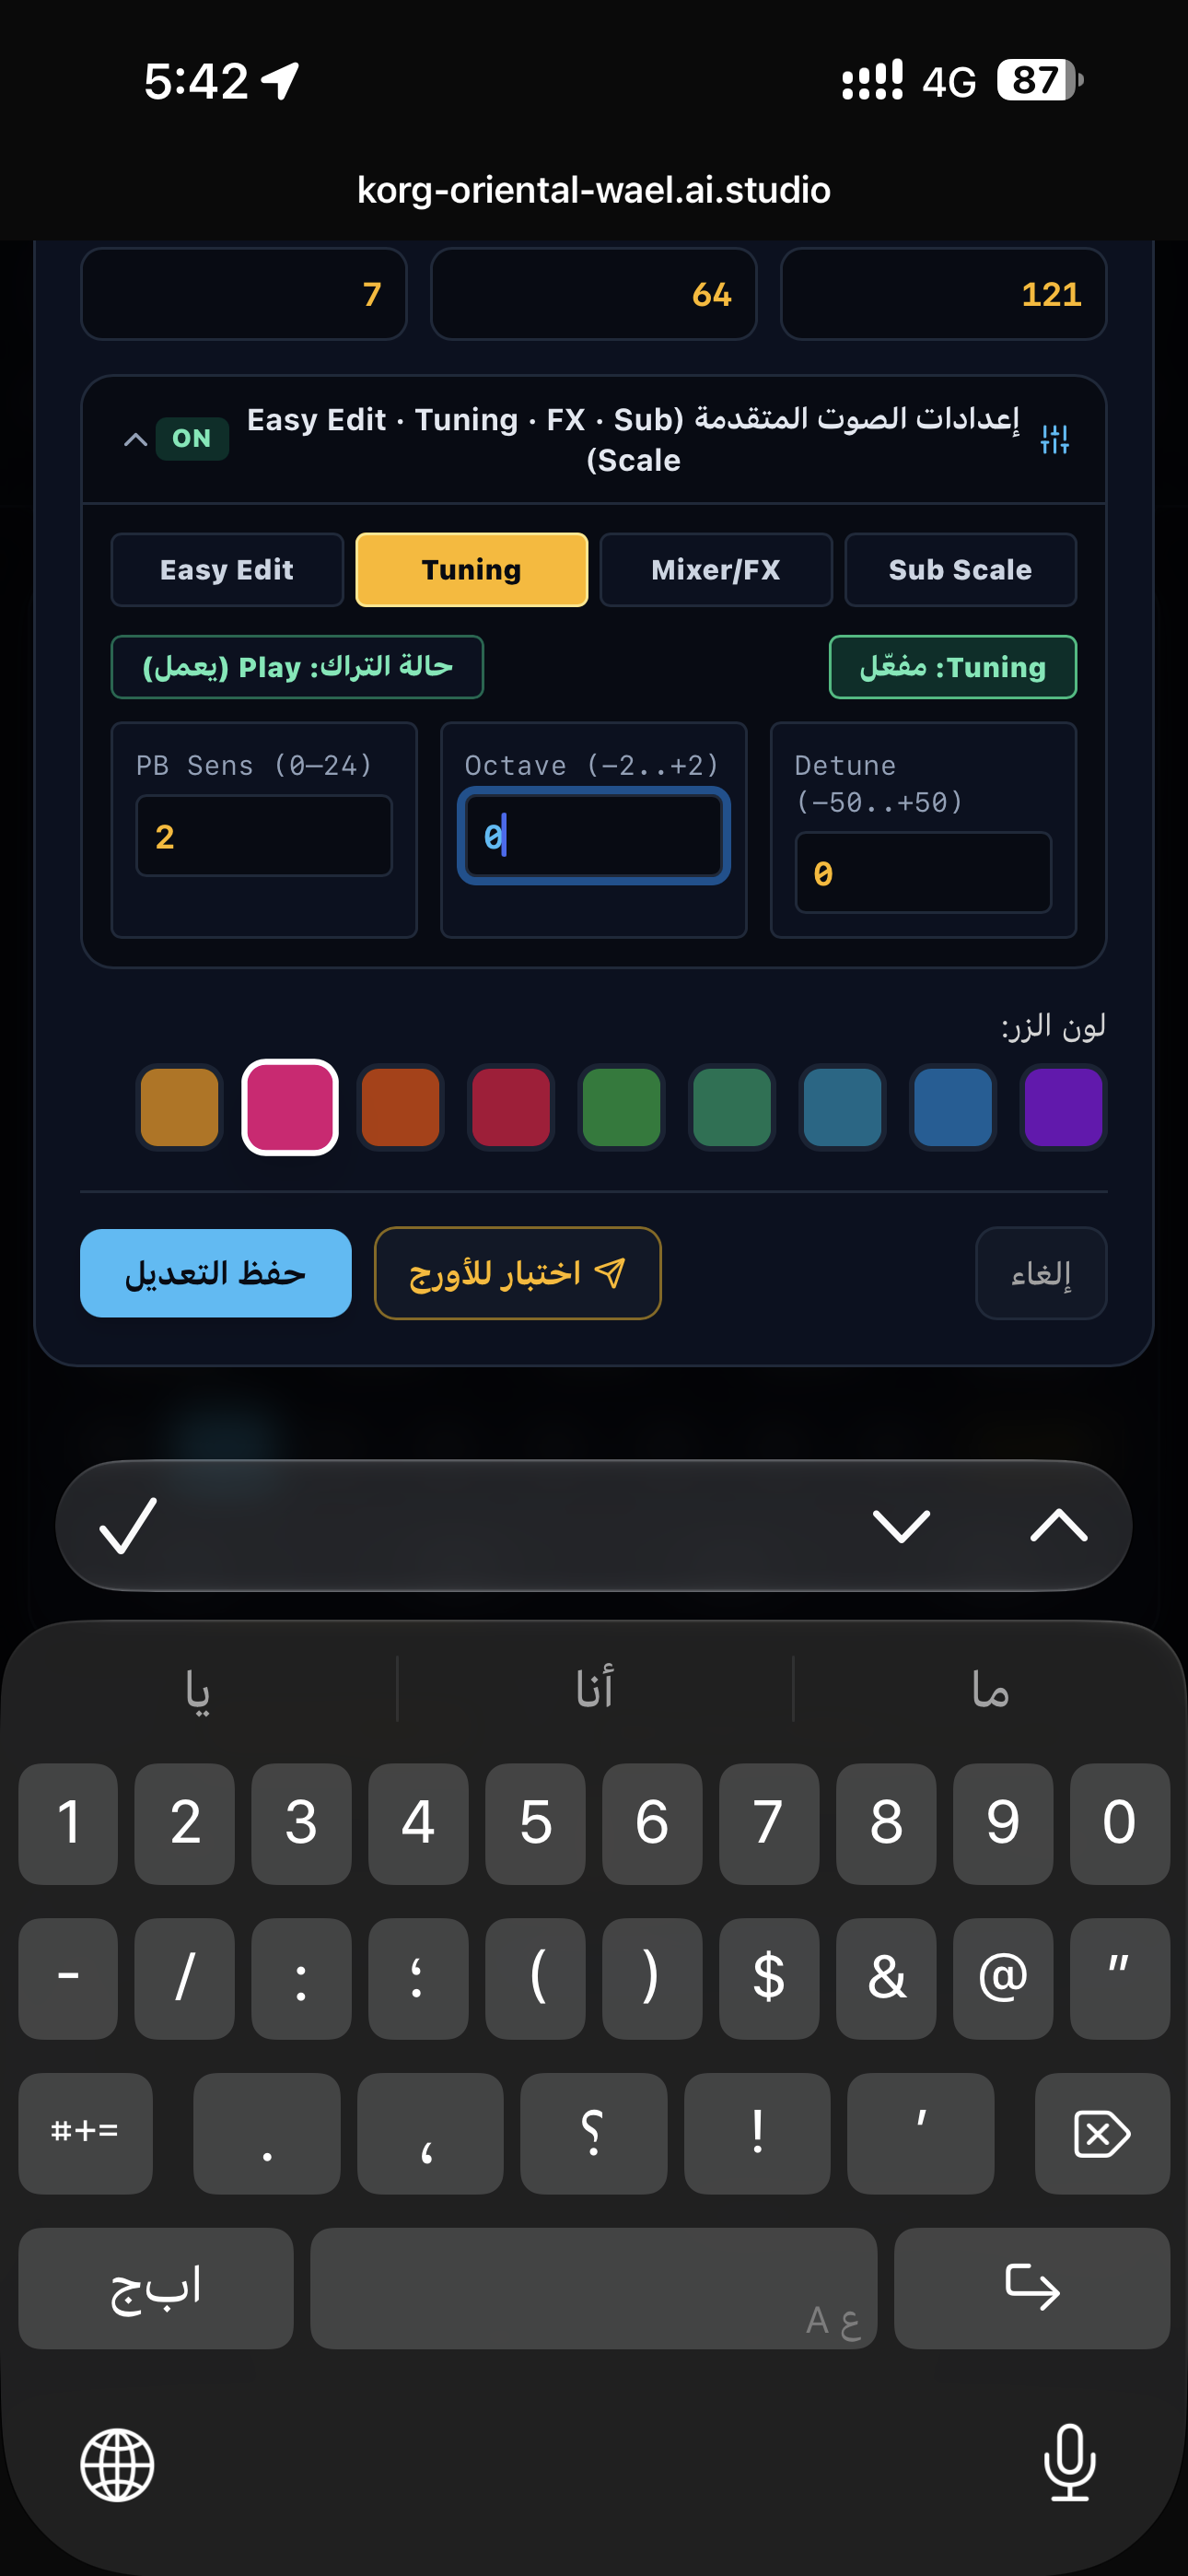 5:42
4G
87
korg-oriental-wael.ai.studio
7
64
121
إعدادات الصوت المتقدمة (Easy Edit · Tuning · FX · Sub
Scale)
ON
Easy Edit
Tuning
Mixer/FX
Sub Scale
Tuning: مفعّل
حالة التراك: Play (يعمل)
PB Sens (0–24)
2
Octave (−2..+2)
0
Detune
(−50..+50)
0
لون الزر:
حفظ التعديل
اختبار للأورج
إلغاء
ما
أنا
يا
1 2 3 4 5 6 7 8 9 0
- / : ؛ ( ) $ & @ "
#+= . ، ؟ ! '
اب‌ج
ع A